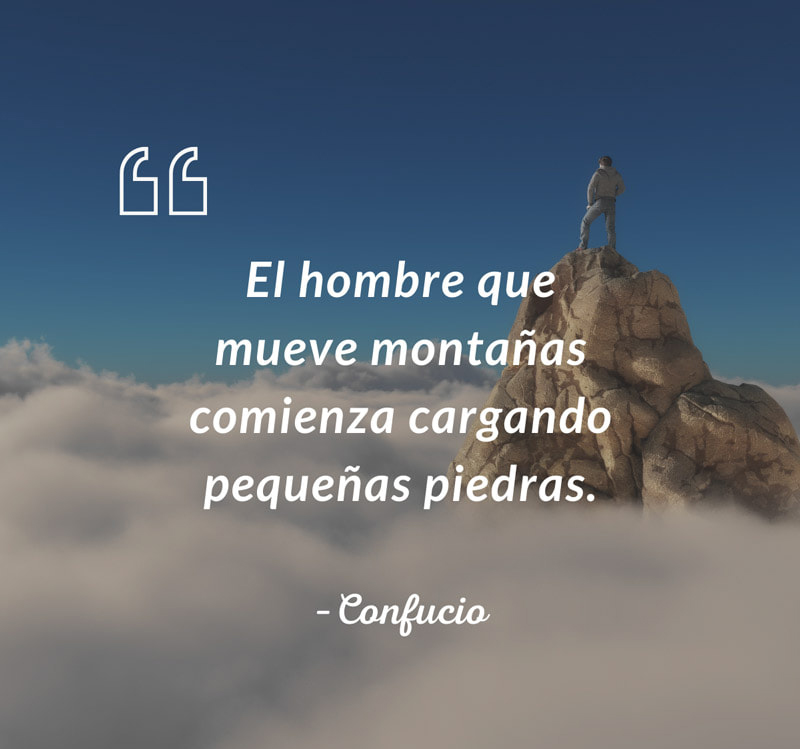 El hombre que
mueve montañas
comienza cargando
pequeñas piedras.
- Confucio